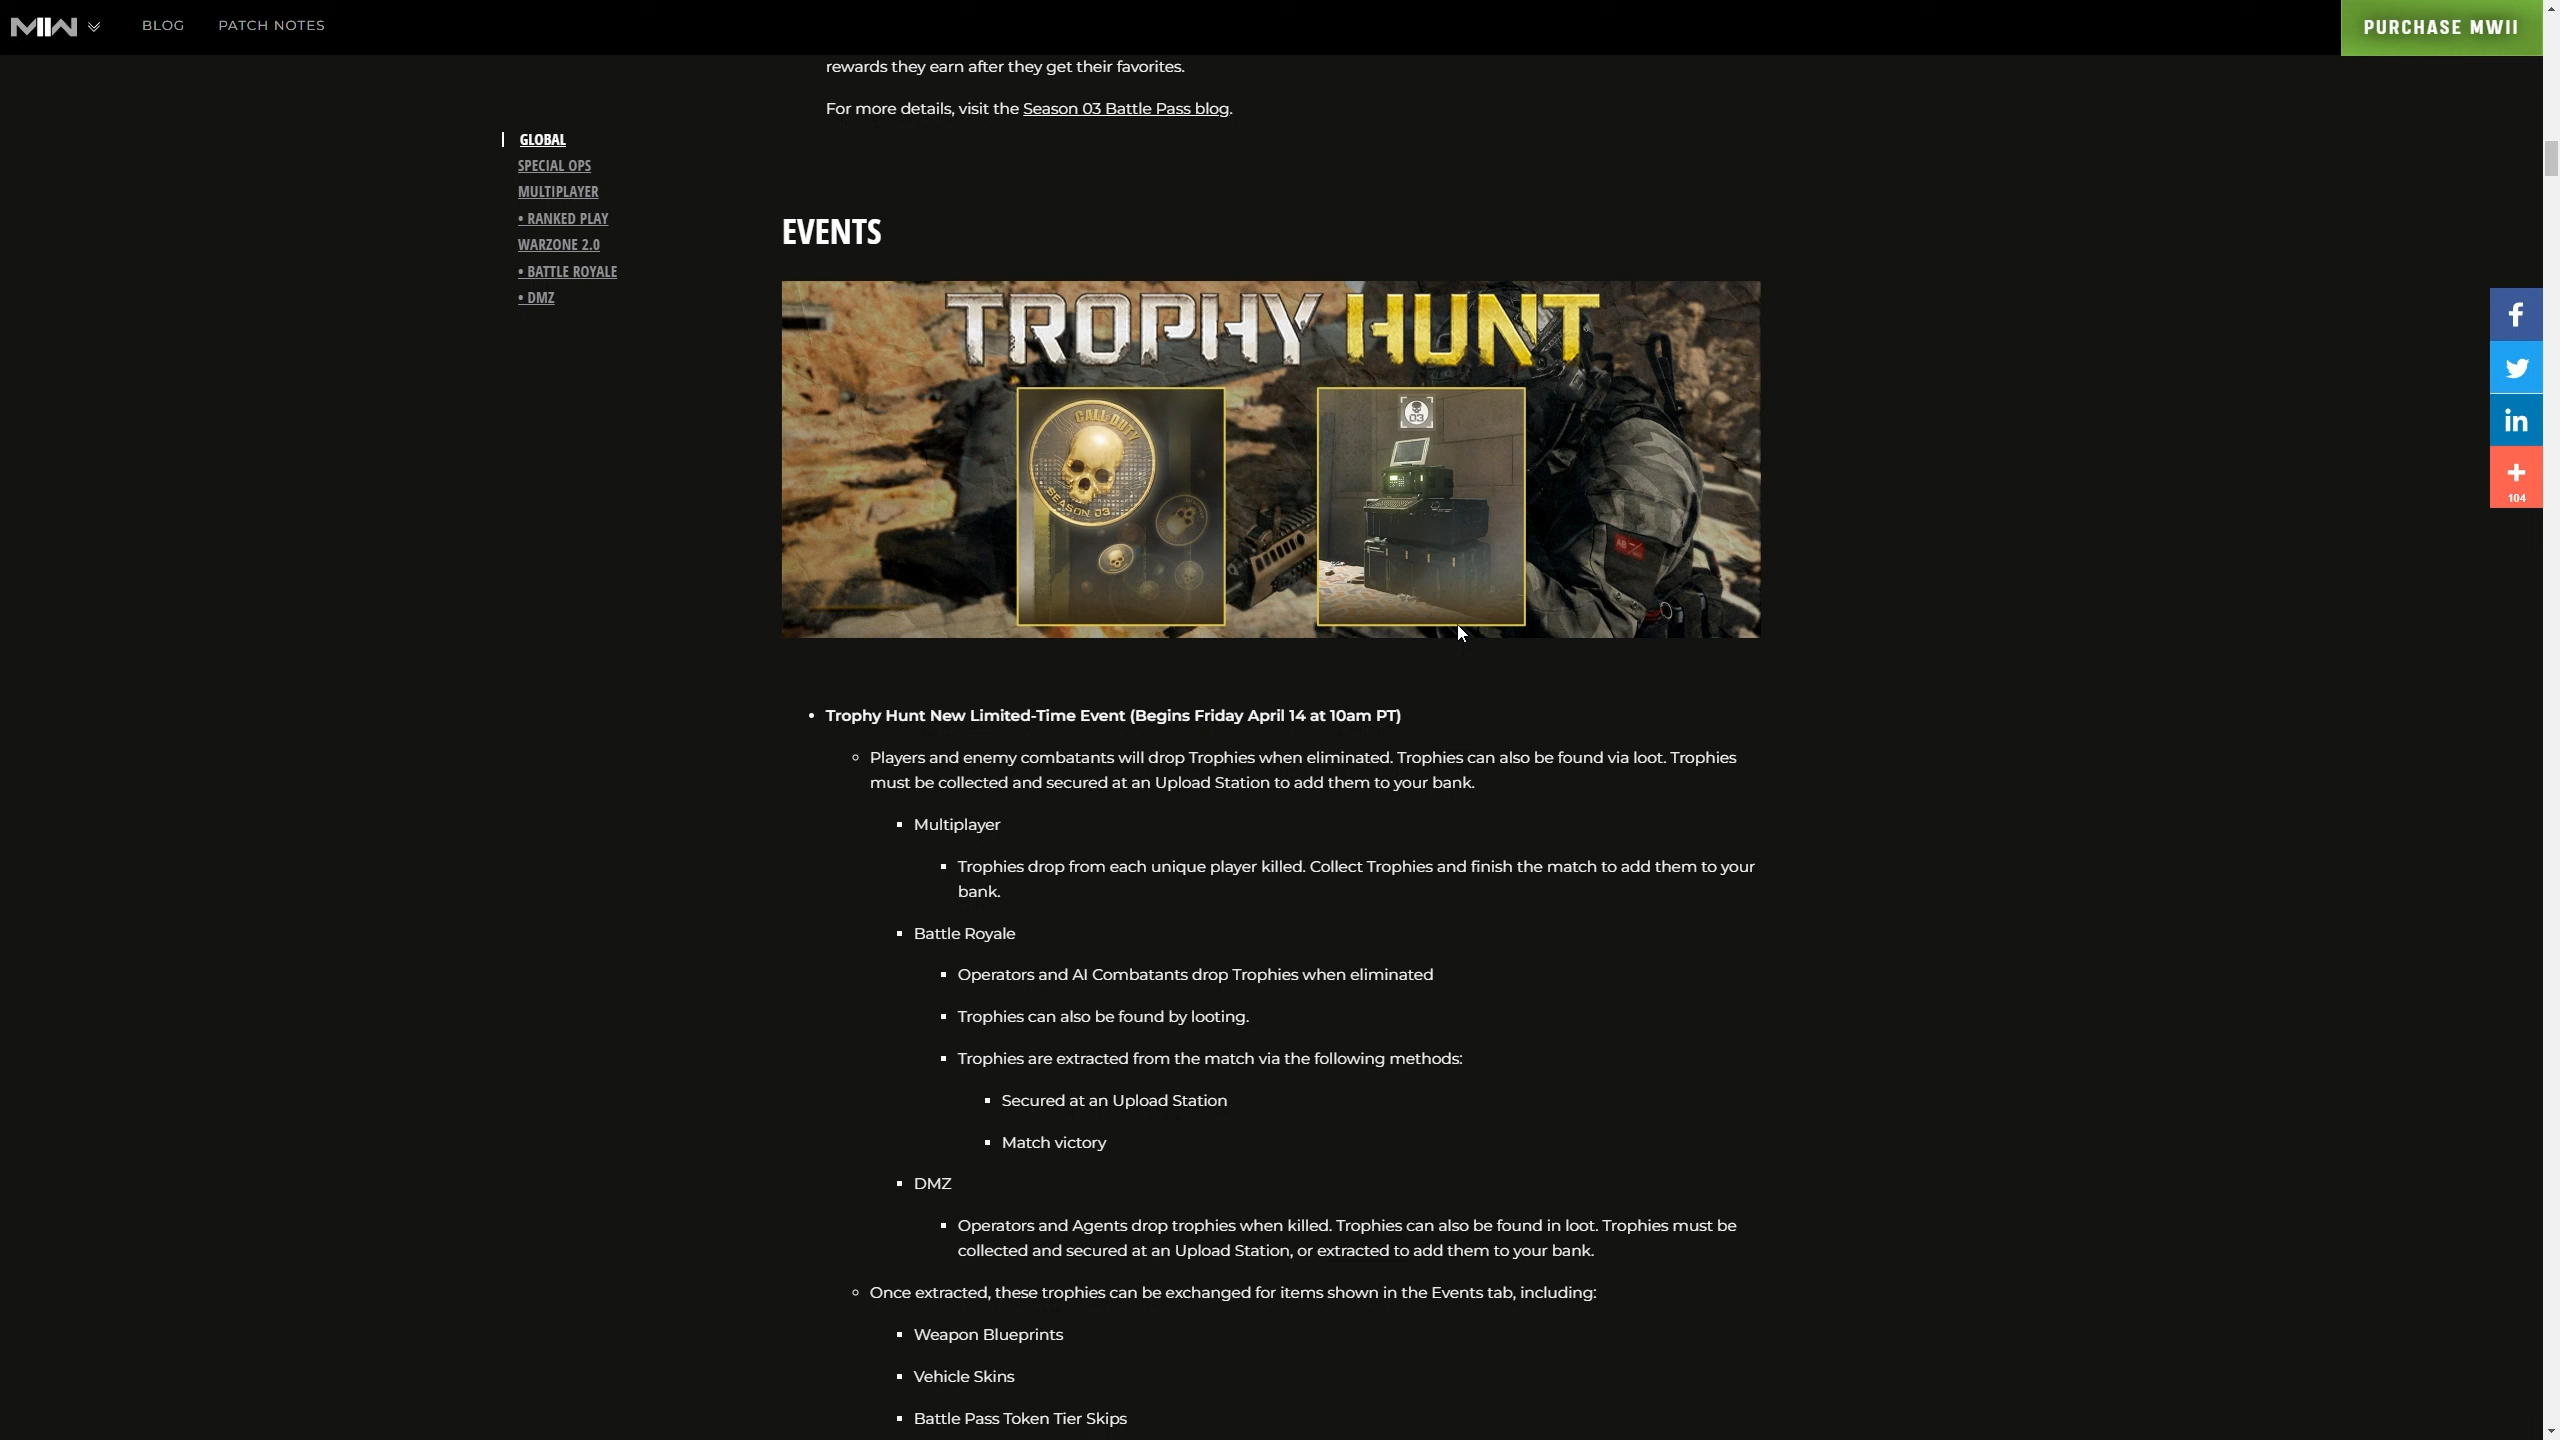 MW
BLOG
PATCH NOTES
PURCHASE MWII
rewards they earn after they get their favorites.
For more details, visit the Season 03 Battle Pass blog.
GLOBAL
SPECIAL OPS
MULTIPLAYER
• RANKED PLAY
WARZONE 2.0
• BATTLE ROYALE
• DMZ
EVENTS
TROPHY HUNT
CALL OF DUTY
SEASON 03
03
f
in
+
104
• Trophy Hunt New Limited-Time Event (Begins Friday April 14 at 10am PT)
Players and enemy combatants will drop Trophies when eliminated. Trophies can also be found via loot. Trophies
must be collected and secured at an Upload Station to add them to your bank.
Multiplayer
Trophies drop from each unique player killed. Collect Trophies and finish the match to add them to your
bank.
Battle Royale
Operators and AI Combatants drop Trophies when eliminated
Trophies can also be found by looting.
Trophies are extracted from the match via the following methods:
Secured at an Upload Station
Match victory
DMZ
Operators and Agents drop trophies when killed. Trophies can also be found in loot. Trophies must be
collected and secured at an Upload Station, or extracted to add them to your bank.
Once extracted, these trophies can be exchanged for items shown in the Events tab, including:
Weapon Blueprints
Vehicle Skins
Battle Pass Token Tier Skips